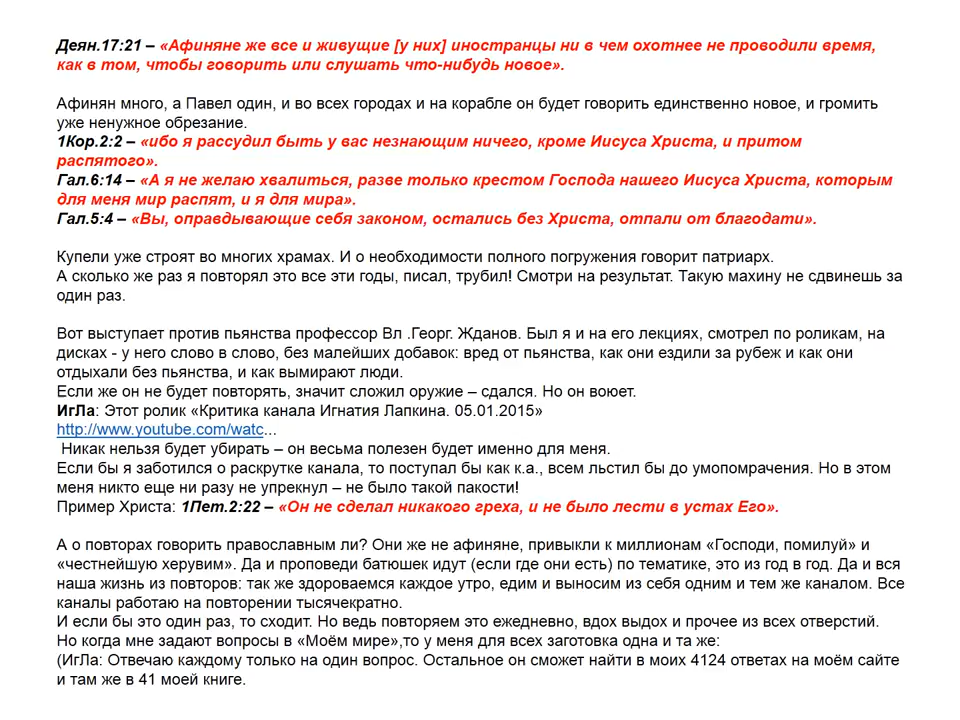 Деян.17:21 – «Афиняне же все и живущие [у них] иностранцы ни в чем охотнее не проводили время,
как в том, чтобы говорить или слушать что-нибудь новое».
Афинян много, а Павел один, и во всех городах и на корабле он будет говорить единственно новое, и громить
уже ненужное обрезание.
1Кор.2:2 – «ибо я рассудил быть у вас незнающим ничего, кроме Иисуса Христа, и притом
распятого».
Гал.6:14 – «А я не желаю хвалиться, разве только крестом Господа нашего Иисуса Христа, которым
для меня мир распят, и я для мира».
Гал.5:4 – «Вы, оправдывающие себя законом, остались без Христа, отпали от благодати».
Купели уже строят во многих храмах. И о необходимости полного погружения говорит патриарх.
А сколько же раз я повторял это все эти годы, писал, трубил! Смотри на результат. Такую махину не сдвинешь за
один раз.
Вот выступает против пьянства профессор Вл .Георг. Жданов. Был я и на его лекциях, смотрел по роликам, на
дисках - у него слово в слово, без малейших добавок: вред от пьянства, как они ездили за рубеж и как они
отдыхали без пьянства, и как вымирают люди.
Если же он не будет повторять, значит сложил оружие – сдался. Но он воюет.
ИгЛа: Этот ролик «Критика канала Игнатия Лапкина. 05.01.2015»
http://www.youtube.com/watc...
Никак нельзя будет убирать – он весьма полезен будет именно для меня.
Если бы я заботился о раскрутке канала, то поступал бы как к.а., всем льстил бы до умопомрачения. Но в этом
меня никто еще ни разу не упрекнул – не было такой пакости!
Пример Христа: 1Пет.2:22 – «Он не сделал никакого греха, и не было лести в устах Его».
А о повторах говорить православным ли? Они же не афиняне, привыкли к миллионам «Господи, помилуй» и
«честнейшую херувим». Да и проповеди батюшек идут (если где они есть) по тематике, это из год в год. Да и вся
наша жизнь из повторов: так же здороваемся каждое утро, едим и выносим из себя одним и тем же каналом. Все
каналы работаю на повторении тысячекратно.
И если бы это один раз, то сходит. Но ведь повторяем это ежедневно, вдох выдох и прочее из всех отверстий.
Но когда мне задают вопросы в «Моём мире»,то у меня для всех заготовка одна и та же:
(ИгЛа: Отвечаю каждому только на один вопрос. Остальное он сможет найти в моих 4124 ответах на моём сайте
и там же в 41 моей книге.